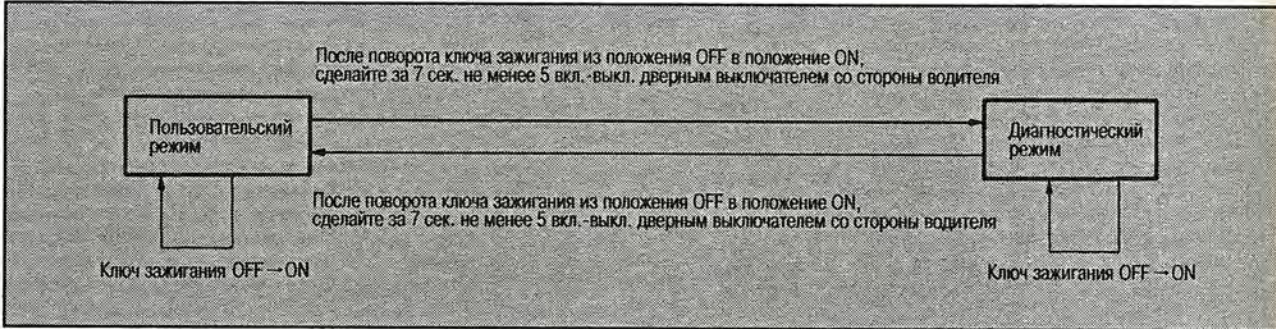 После поворота ключа зажигания из положения OFF в положение ON,
сделайте за 7 сек. не менее 5 вкл.-выкл. дверным выключателем со стороны водителя
Пользовательский
режим
Диагностический
режим
После поворота ключа зажигания из положения OFF в положение ON,
сделайте за 7 сек. не менее 5 вкл.-выкл. дверным выключателем со стороны водителя
Ключ зажигания OFF→ON
Ключ зажигания OFF→ON